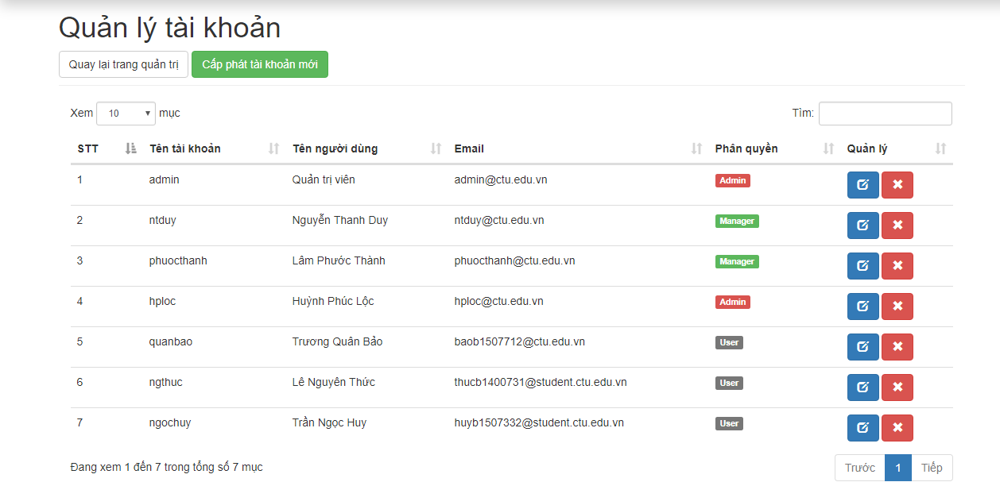 Quản lý tài khoản
Quay lại trang quản trị Cấp phát tài khoản mới
Xem 10 mục Tìm:
STT Tên tài khoản Tên người dùng Email Phân quyền Quản lý
1 admin Quản trị viên admin@ctu.edu.vn Admin
2 ntduy Nguyễn Thanh Duy ntduy@ctu.edu.vn Manager
3 phuocthanh Lâm Phước Thành phuocthanh@ctu.edu.vn Manager
4 hploc Huỳnh Phúc Lộc hploc@ctu.edu.vn Admin
5 quanbao Trương Quân Bảo baob1507712@ctu.edu.vn User
6 ngthuc Lê Nguyên Thức thucb1400731@student.ctu.edu.vn User
7 ngochuy Trần Ngọc Huy huyb1507332@student.ctu.edu.vn User
Đang xem 1 đến 7 trong tổng số 7 mục Trước 1 Tiếp